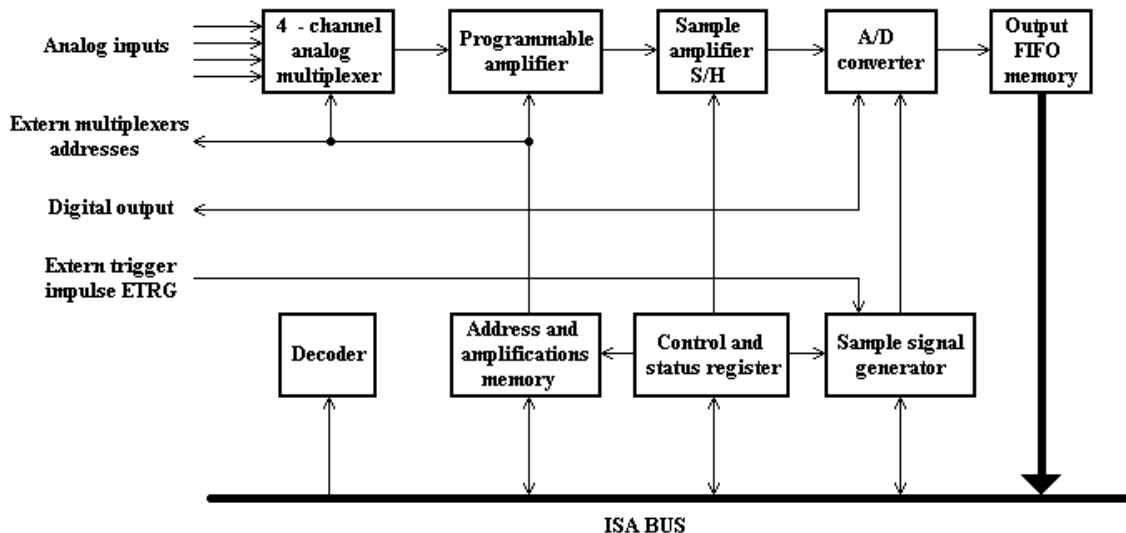 Analog inputs
4 - channel
analog
multiplexer
Programmable
amplifier
Sample
amplifier
S/H
A/D
converter
Output
FIFO
memory
Extern multiplexers
addresses
Digital output
Extern trigger
impulse ETRG
Decoder
Address and
amplifications
memory
Control and
status register
Sample signal
generator
ISA BUS